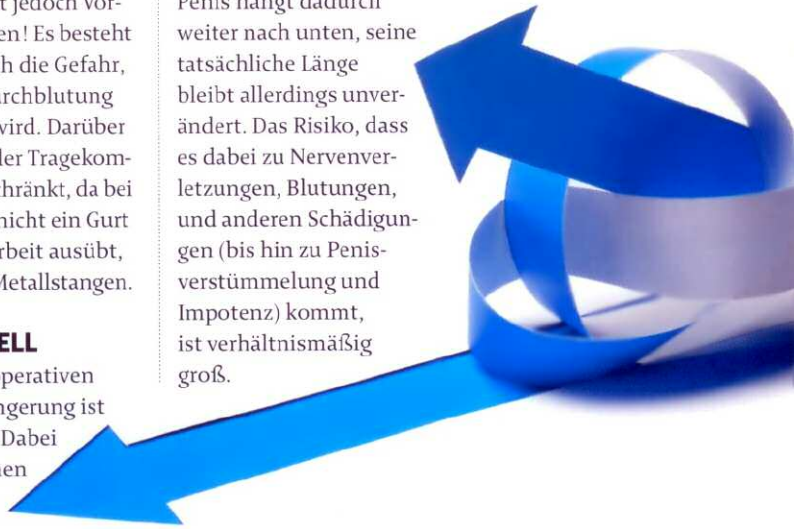 t jedoch Vor-
en! Es besteht
h die Gefahr,
rchblutung
wird. Darüber
der Tragekom-
chränkt, da bei
nicht ein Gurt
rbeit ausübt,
Metallstangen.
ELL
perativen
ngerung ist
Dabei
en
Penis hängt dadurch
weiter nach unten, seine
tatsächliche Länge
bleibt allerdings unver-
ändert. Das Risiko, dass
es dabei zu Nervenver-
letzungen, Blutungen,
und anderen Schädigun-
gen (bis hin zu Penis-
verstümmelung und
Impotenz) kommt,
ist verhältnismäßig
groß.